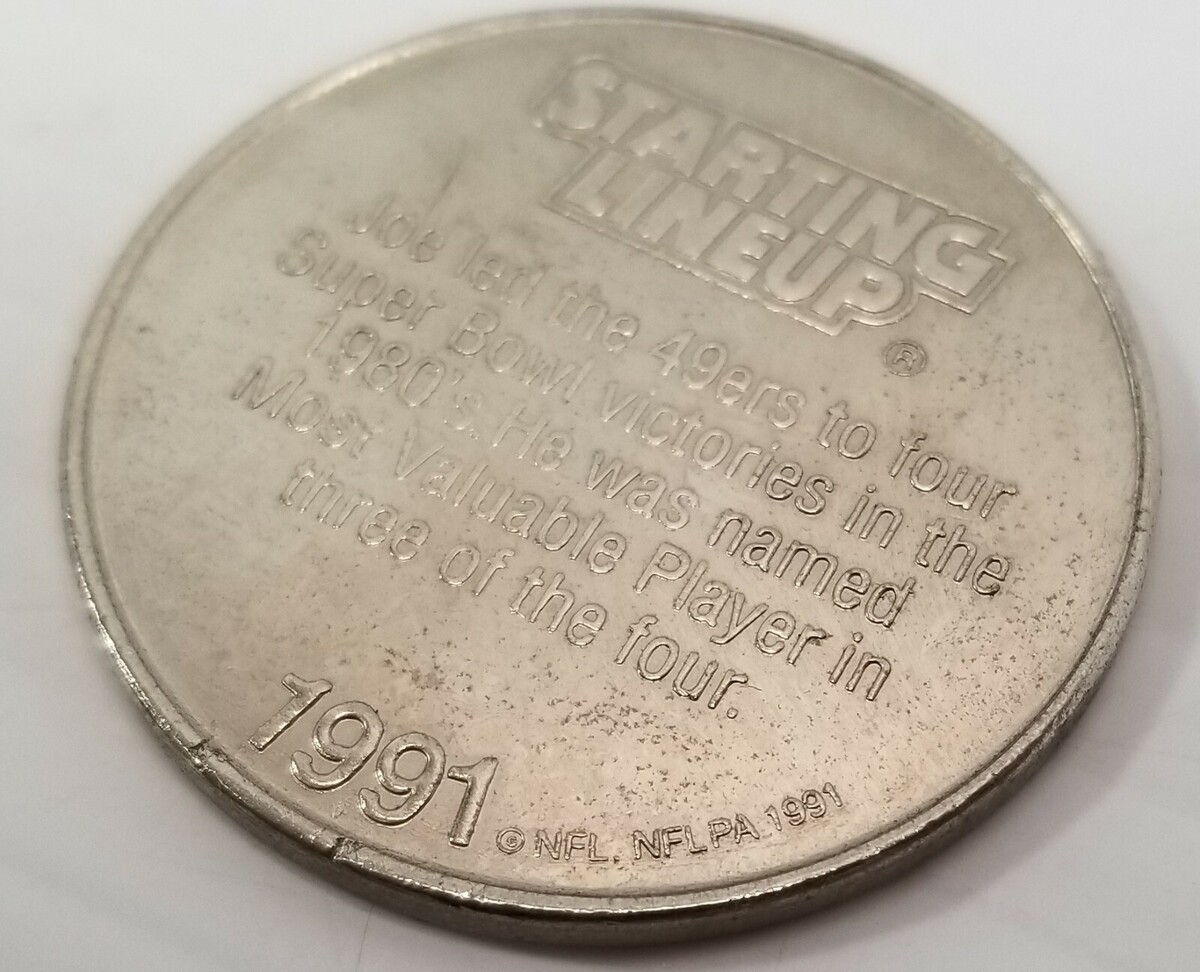 STARTING
LINEUP®
Joe led the 49ers to four
Super Bowl victories in the
1980's. He was named
Most Valuable Player in
three of the four.
1991
© NFL, NFLPA 1991